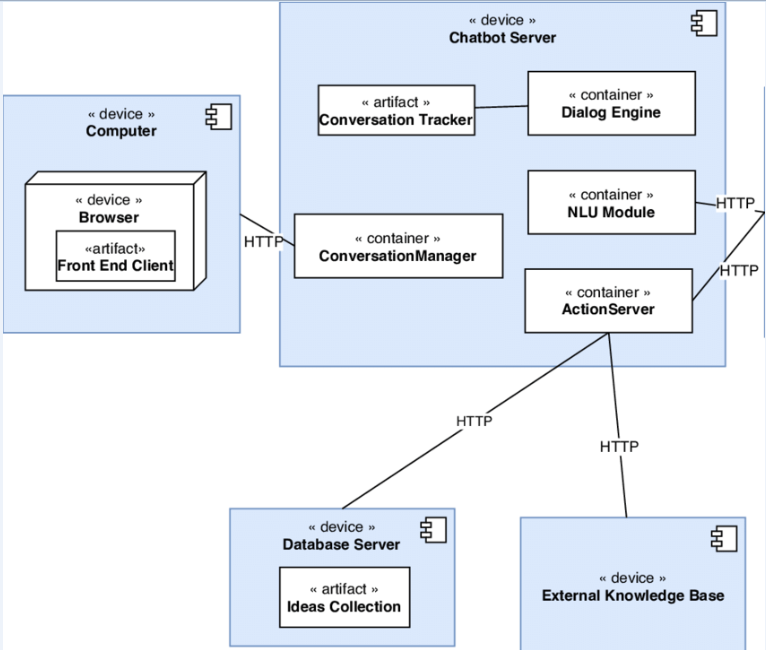 « device »
Chatbot Server
« artifact »
Conversation Tracker
« container »
Dialog Engine
« device »
Computer
« device »
Browser
«artifact»
Front End Client
HTTP
« container »
ConversationManager
« container »
NLU Module
HTTP
« container »
ActionServer
HTTP
HTTP
HTTP
« device »
Database Server
« artifact »
Ideas Collection
« device »
External Knowledge Base